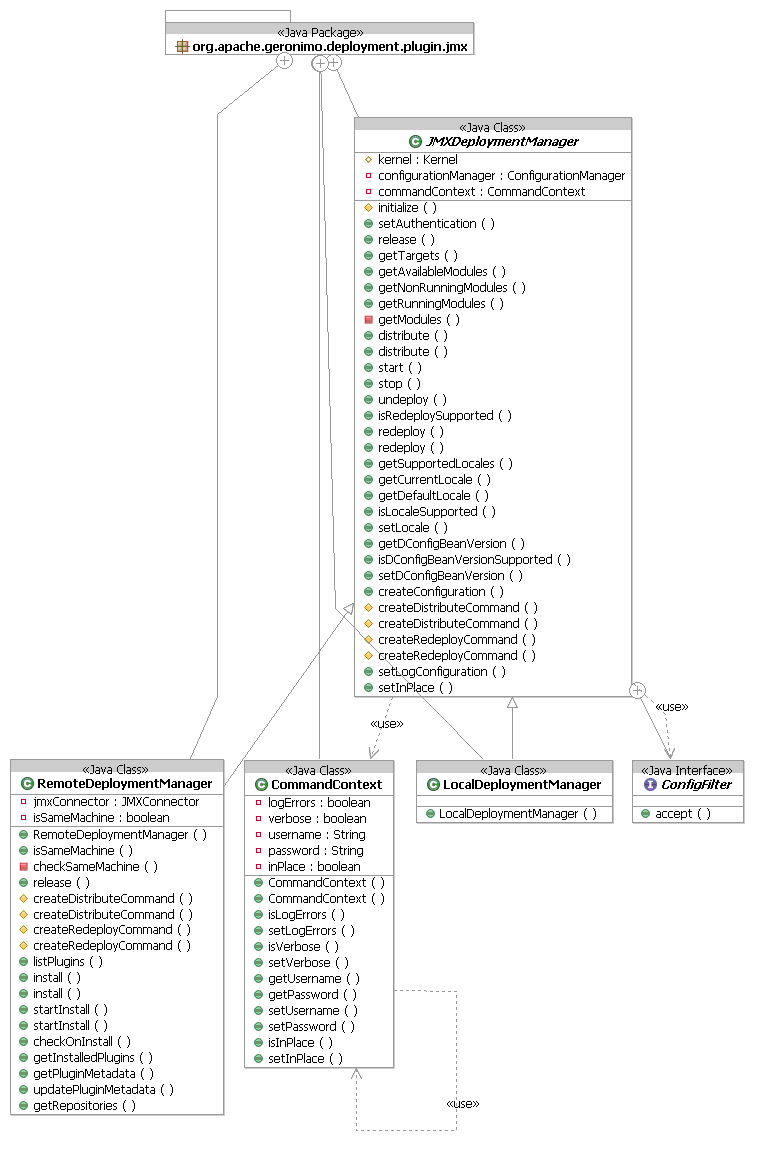 «Java Package»
org.apache.geronimo.deployment.plugin.jmx
«Java Class»
JMXDeploymentManager
kernel : Kernel
configurationManager : ConfigurationManager
commandContext : CommandContext
initialize ( )
setAuthentication ( )
release ( )
getTargets ( )
getAvailableModules ( )
getNonRunningModules ( )
getRunningModules ( )
getModules ( )
distribute ( )
distribute ( )
start ( )
stop ( )
undeploy ( )
isRedeploySupported ( )
redeploy ( )
redeploy ( )
getSupportedLocales ( )
getCurrentLocale ( )
getDefaultLocale ( )
isLocaleSupported ( )
setLocale ( )
getDConfigBeanVersion ( )
isDConfigBeanVersionSupported ( )
setDConfigBeanVersion ( )
createConfiguration ( )
createDistributeCommand ( )
createDistributeCommand ( )
createRedeployCommand ( )
createRedeployCommand ( )
setLogConfiguration ( )
setInPlace ( )
«use»
«use»
«Java Class»
RemoteDeploymentManager
jmxConnector : JMXConnector
isSameMachine : boolean
RemoteDeploymentManager ( )
isSameMachine ( )
checkSameMachine ( )
release ( )
createDistributeCommand ( )
createDistributeCommand ( )
createRedeployCommand ( )
createRedeployCommand ( )
listPlugins ( )
install ( )
install ( )
startInstall ( )
startInstall ( )
checkOnInstall ( )
getInstalledPlugins ( )
getPluginMetadata ( )
updatePluginMetadata ( )
getRepositories ( )
«Java Class»
CommandContext
logErrors : boolean
verbose : boolean
username : String
password : String
inPlace : boolean
CommandContext ( )
CommandContext ( )
isLogErrors ( )
setLogErrors ( )
isVerbose ( )
setVerbose ( )
getUsername ( )
getPassword ( )
setUsername ( )
setPassword ( )
isInPlace ( )
setInPlace ( )
«use»
«Java Class»
LocalDeploymentManager
LocalDeploymentManager ( )
«Java Interface»
ConfigFilter
accept ( )